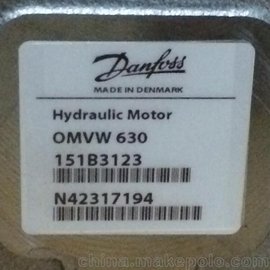 Danfoss
MADE IN DENMARK
Hydraulic Motor
OMVW 630
151B3123
N42317194
china.makepolo.com